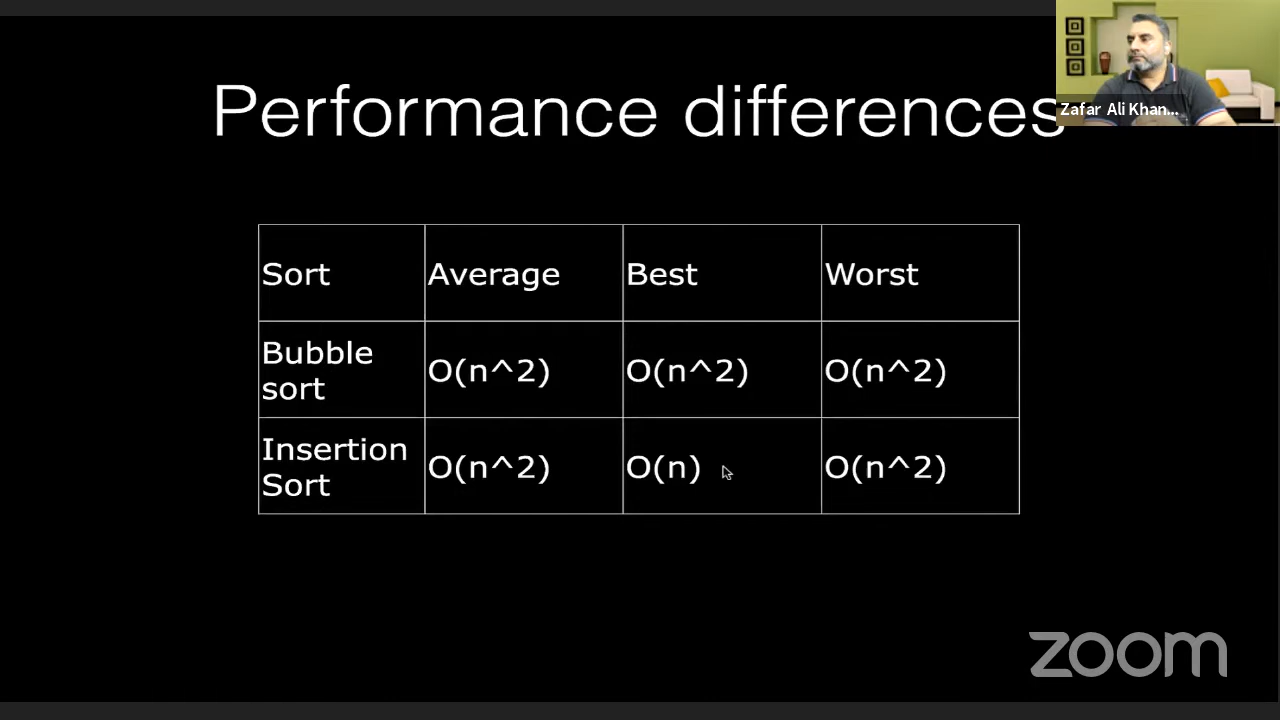 Performance differences
Zafar Ali Khan...
Sort Average Best Worst
Bubble
sort
O(n^2) O(n^2) O(n^2)
Insertion
Sort
O(n^2) O(n) O(n^2)
zoom